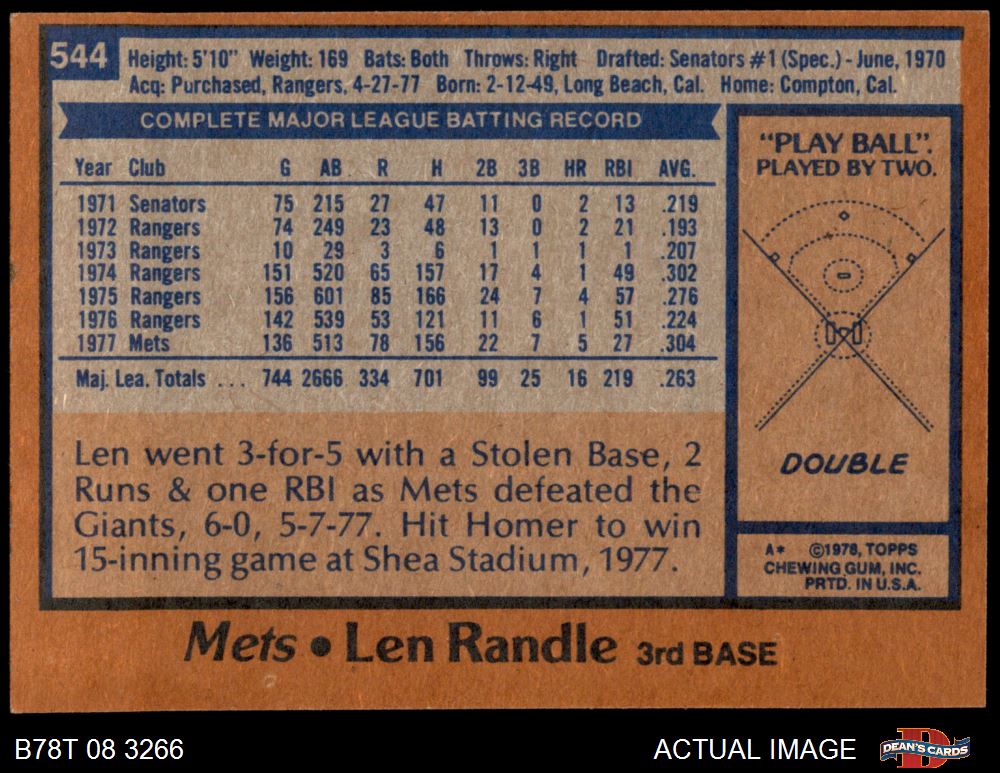 544
Height: 5'10" Weight: 169 Bats: Both Throws: Right Drafted: Senators #1 (Spec.) - June, 1970
Acq: Purchased, Rangers, 4-27-77 Born: 2-12-49, Long Beach, Cal. Home: Compton, Cal.
COMPLETE MAJOR LEAGUE BATTING RECORD
Year Club G AB R H 2B 3B HR RBI AVG.
1971 Senators 75 215 27 47 11 0 2 13 .219
1972 Rangers 74 249 23 48 13 0 2 21 .193
1973 Rangers 10 29 3 6 1 1 1 1 .207
1974 Rangers 151 520 65 157 17 4 1 49 .302
1975 Rangers 156 601 85 166 24 7 4 57 .276
1976 Rangers 142 539 53 121 11 6 1 51 .224
1977 Mets 136 513 78 156 22 7 5 27 .304
Maj. Lea. Totals ... 744 2666 334 701 99 25 16 219 .263
Len went 3-for-5 with a Stolen Base, 2
Runs & one RBI as Mets defeated the
Giants, 6-0, 5-7-77. Hit Homer to win
15-inning game at Shea Stadium, 1977.
"PLAY BALL".
PLAYED BY TWO.
DOUBLE
A* ©1978, TOPPS
CHEWING GUM, INC.
PRTD. IN U.S.A.
Mets • Len Randle 3rd BASE
B78T 08 3266
ACTUAL IMAGE
DEAN'S CARDS